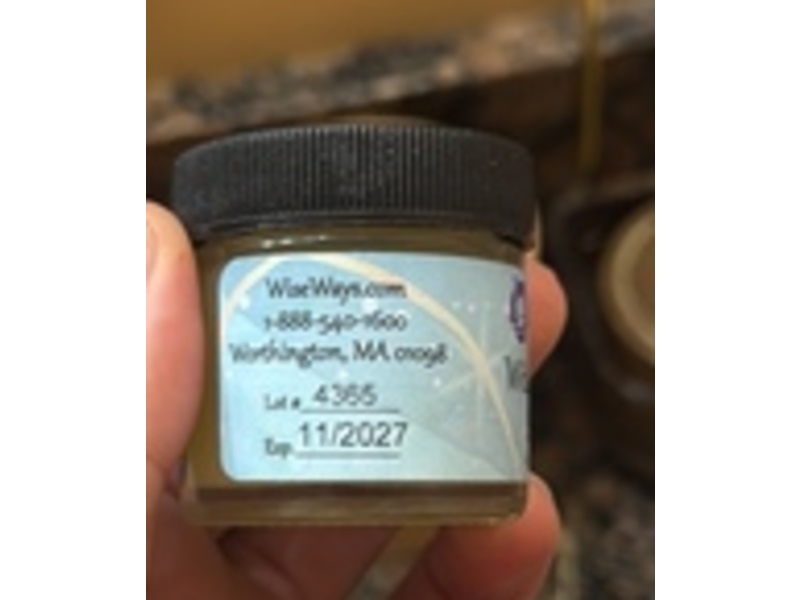 WiseWays.com
1-888-540-1600
Worthington, MA 01098
Lot # 4365
Exp. 11/2027